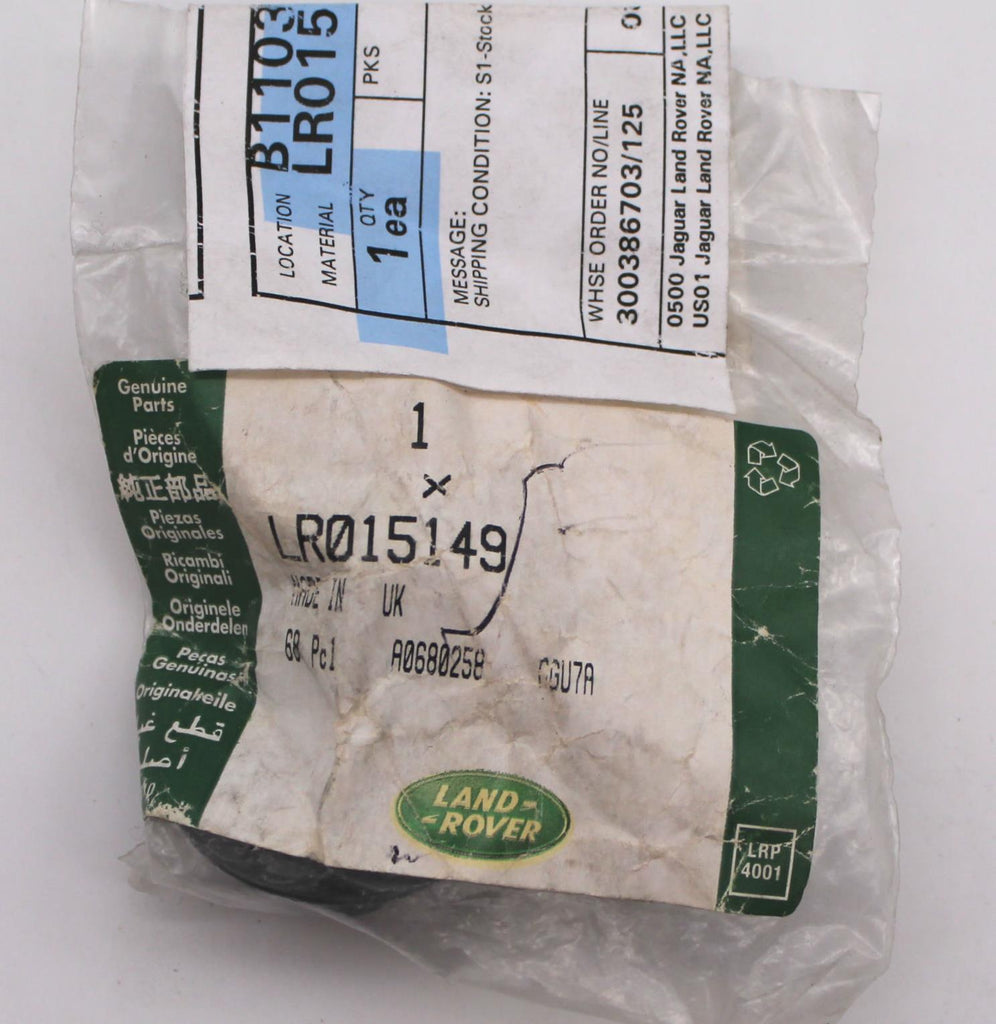 LOCATION B1103
MATERIAL LR015
QTY
1 ea
PKS
MESSAGE:
SHIPPING CONDITION: S1-Stock
WHSE ORDER NO/LINE
300386703/125
0500 Jaguar Land Rover NA,LLC
US01 Jaguar Land Rover NA,LLC
Genuine
Parts
Pièces
d'Origine
純正部品
Piezas
Originales
Ricambi
Originali
Originele
Onderdelen
Peças
Genuinas
Originalteile
قطع
1
x
LR015149
MADE IN UK
68 Pc1 A068025B
LAND-
-ROVER
LRP
4001